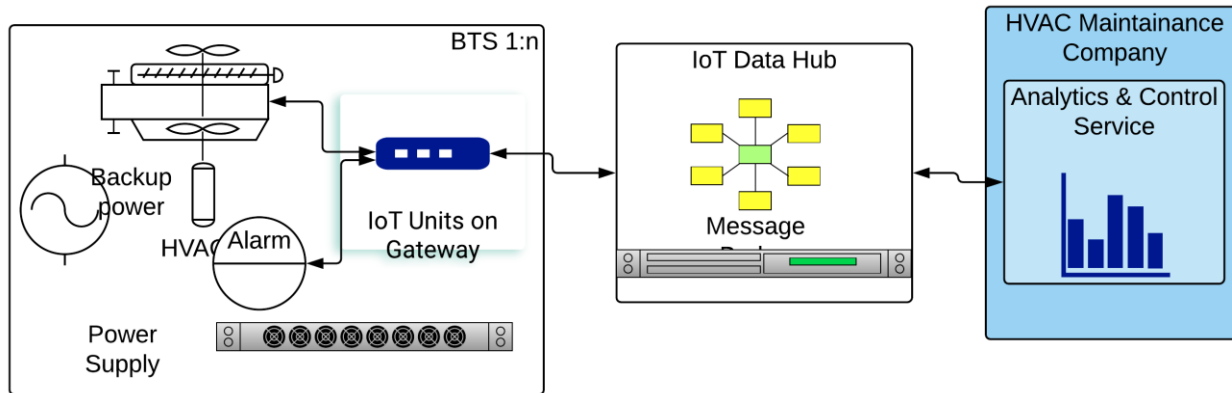 BTS 1:n
Backup
power
HVAC
Alarm
IoT Units on
Gateway
Power
Supply
IoT Data Hub
Message
HVAC Maintainance
Company
Analytics & Control
Service